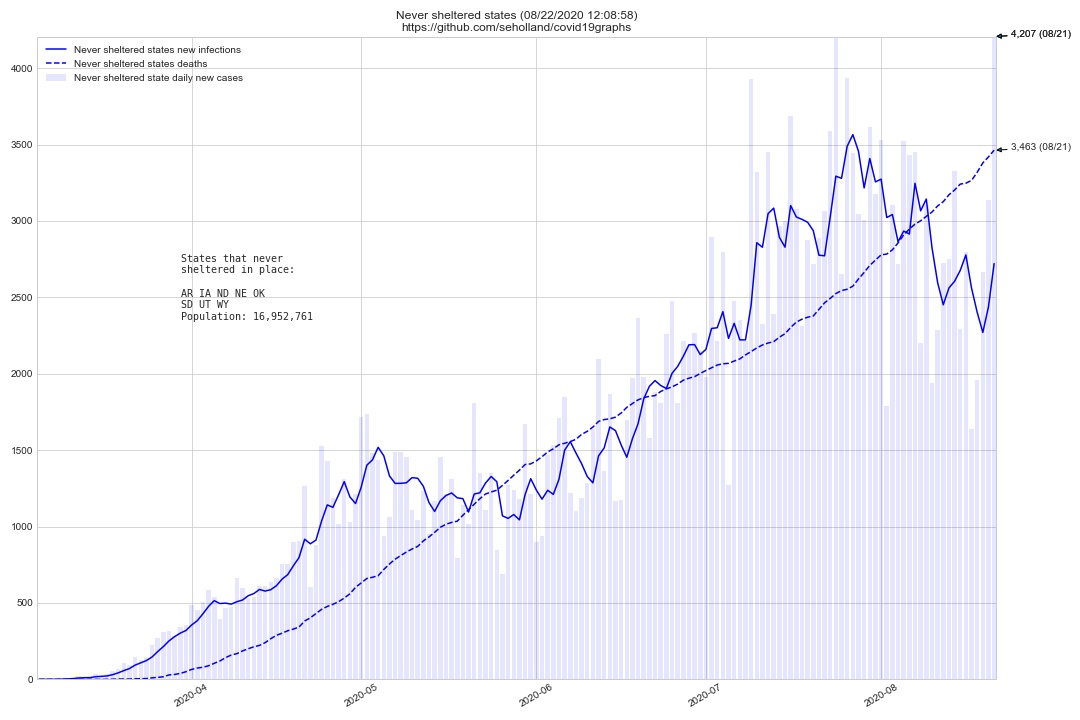 Never sheltered states (08/22/2020 12:08:58)
https://github.com/seholland/covid19graphs
Never sheltered states new infections
Never sheltered states deaths
Never sheltered state daily new cases
4,207 (08/21)
3,463 (08/21)
4000
3500
3000
2500
2000
1500
1000
500
0
States that never
sheltered in place:
AR IA ND NE OK
SD UT WY
Population: 16,952,761
2020-04
2020-05
2020-06
2020-07
2020-08